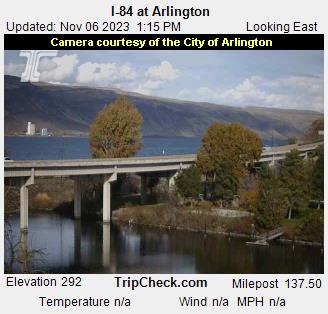 I-84 at Arlington
Updated: Nov 06 2023 1:15 PM Looking East
Camera courtesy of the City of Arlington
Elevation 292 TripCheck.com Milepost 137.50
Temperature n/a Wind n/a MPH n/a